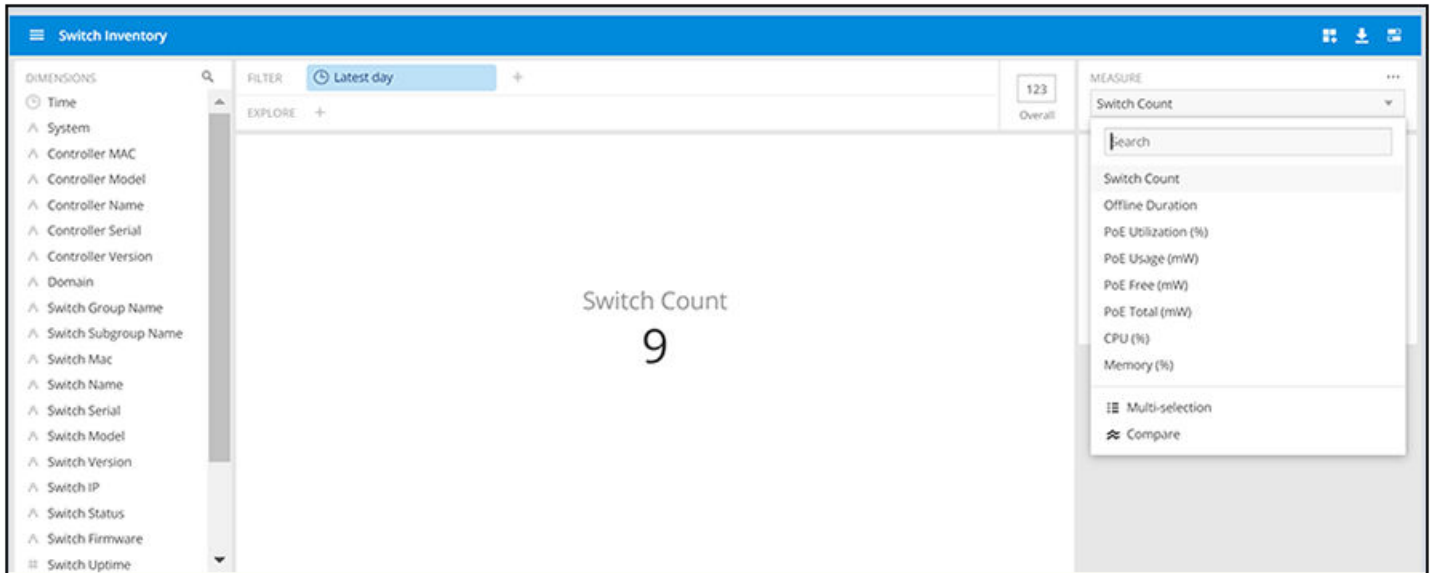 Switch Inventory
DIMENSIONS
Time
System
Controller MAC
Controller Model
Controller Name
Controller Serial
Controller Version
Domain
Switch Group Name
Switch Subgroup Name
Switch Mac
Switch Name
Switch Serial
Switch Model
Switch Version
Switch IP
Switch Status
Switch Firmware
Switch Uptime
FILTER Latest day +
EXPLORE +
123
Overall
Switch Count
9
MEASURE ...
Switch Count
Search
Switch Count
Offline Duration
PoE Utilization (%)
PoE Usage (mW)
PoE Free (mW)
PoE Total (mW)
CPU (%)
Memory (%)
Multi-selection
Compare